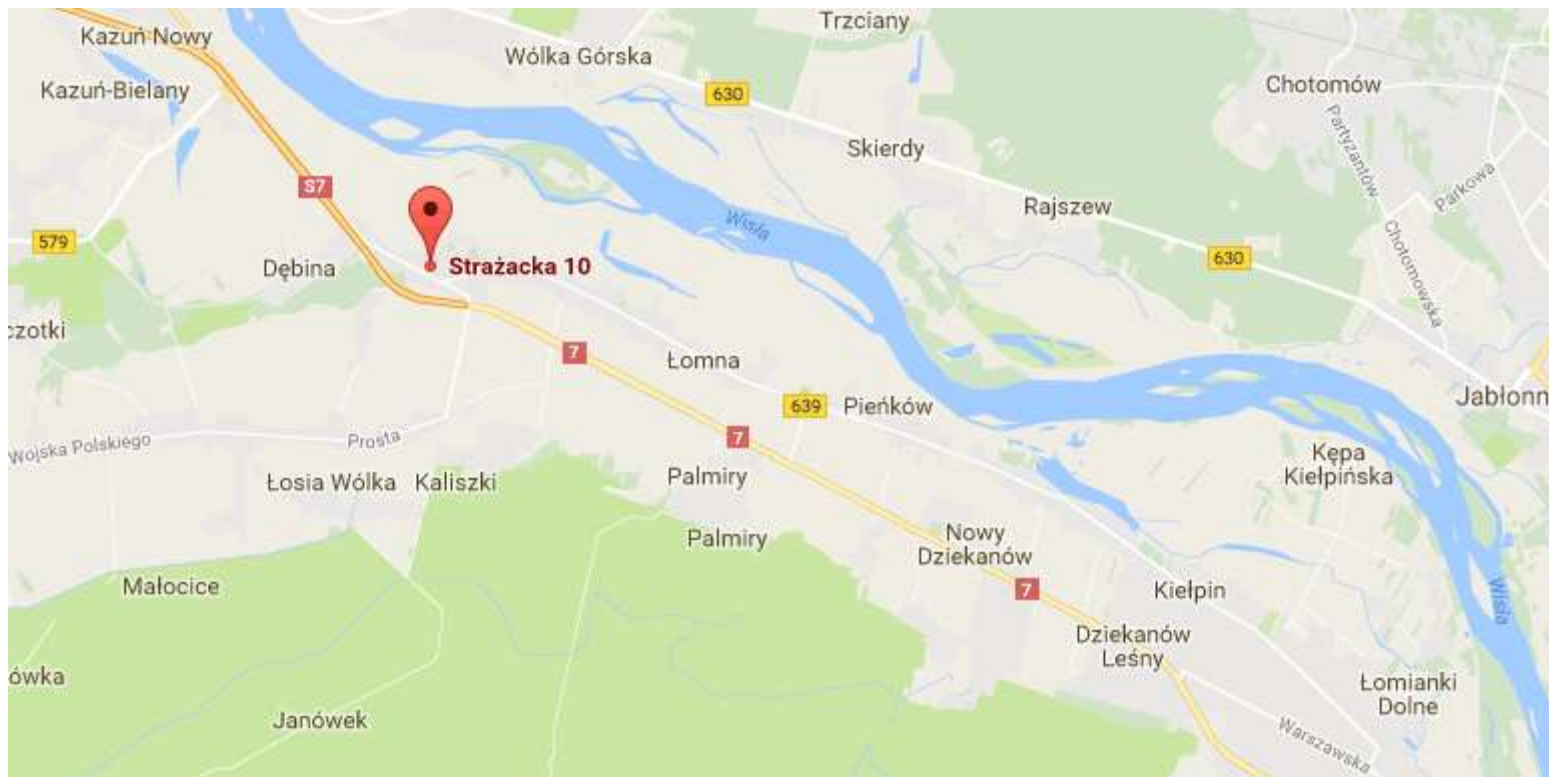 Trzciany
Kazuń Nowy
Wólka Górska
Chotomów
Kazuń-Bielany
630
Partyzantów
Skierdy
S7
Parkowa
Rajszew
Wisła
579
Dębina
Strażacka 10
630
Chotomowska
czotki
7
Łomna
Jabłonn
639
Pieńków
7
Wojska Polskiego
Prosta
Kępa
Kiełpińska
Łosia Wólka
Kaliszki
Palmiry
Palmiry
Nowy
Dziekanów
Małocice
7
Kiełpin
Wisła
Dziekanów
Leśny
ówka
Łomianki
Dolne
Janówek
Warszawska